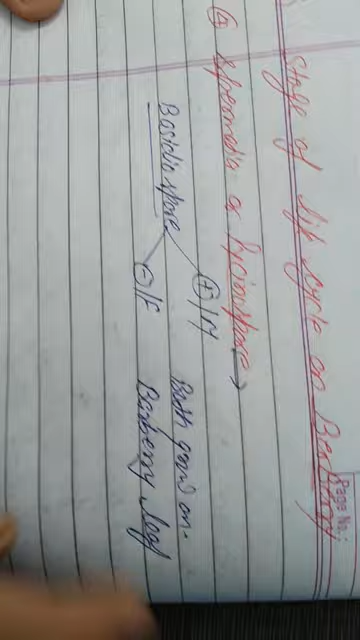 Page No.:
Stage of life cycle on Barberry
④ Spermatia or Pycniospore →
⊕ / M
Basidiospore
⊖ / F
Both grow on
Barberry leaf